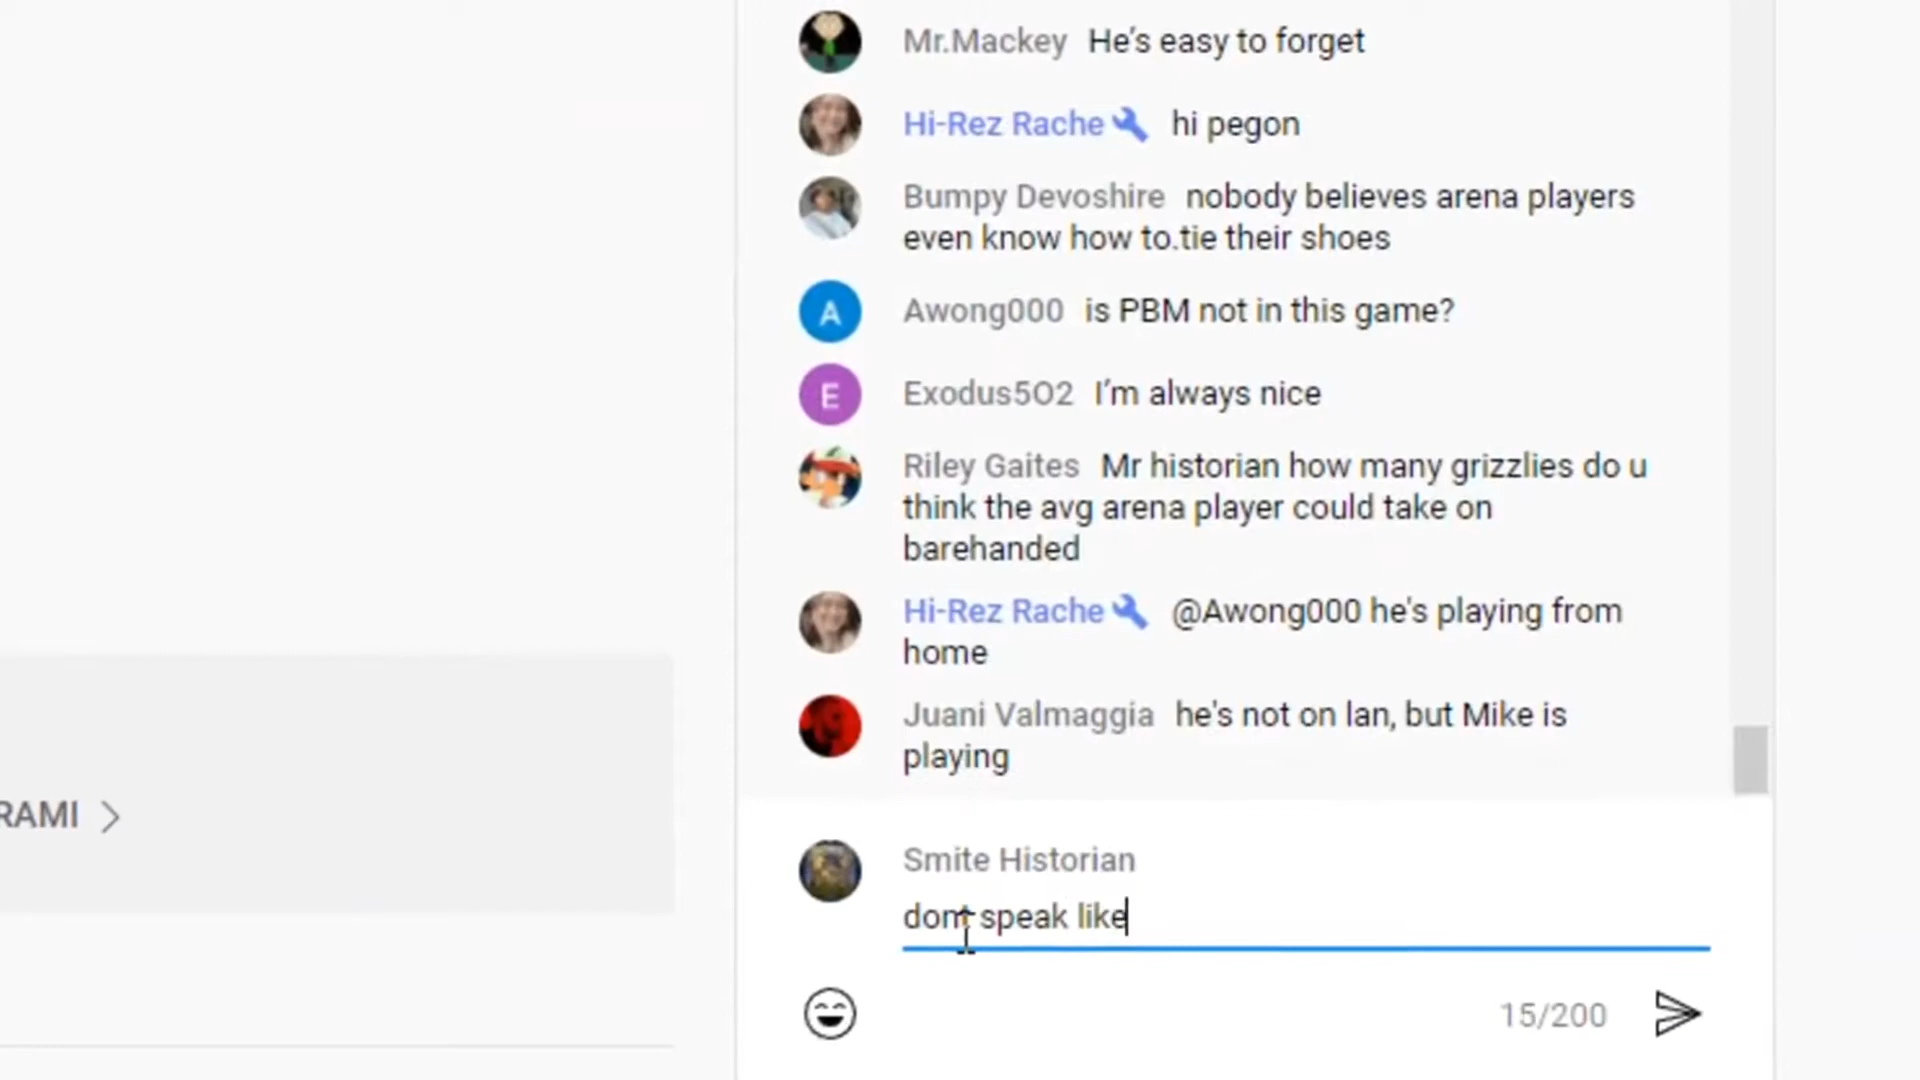 Mr.Mackey He's easy to forget
Hi-Rez Rache hi pegon
Bumpy Devoshire nobody believes arena players
even know how to.tie their shoes
A Awong000 is PBM not in this game?
E Exodus5O2 I'm always nice
Riley Gaites Mr historian how many grizzlies do u
think the avg arena player could take on
barehanded
Hi-Rez Rache @Awong000 he's playing from
home
Juani Valmaggia he's not on lan, but Mike is
playing
RAMI >
Smite Historian
dont speak like
15/200